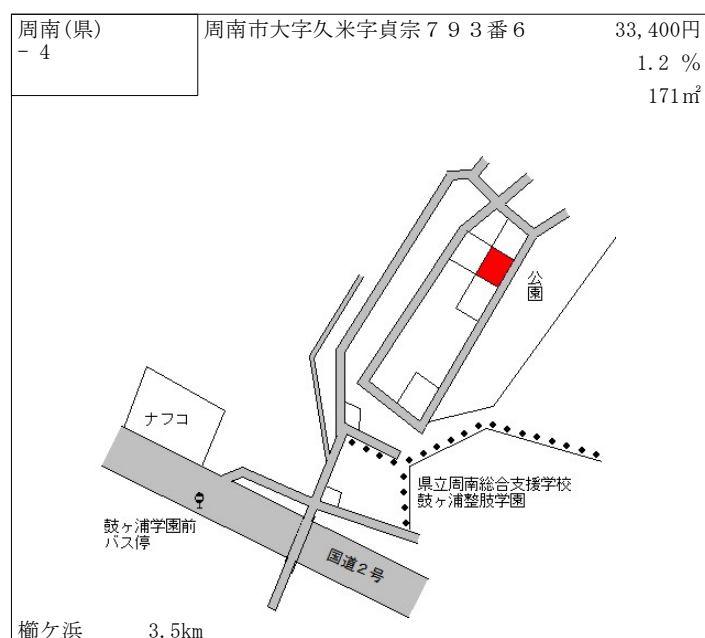 周南(県)
- 4
周南市大字久米字貞宗７９３番６
33,400円
1.2 %
171㎡
公園
ナフコ
県立周南総合支援学校
鼓ヶ浦整肢学園
鼓ヶ浦学園前
バス停
国道２号
櫛ケ浜 3.5km